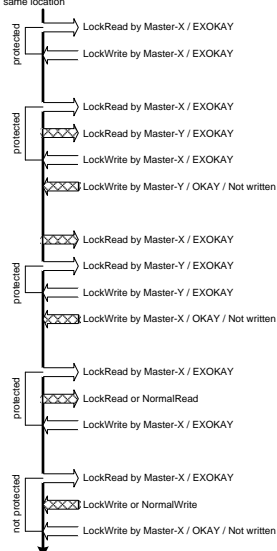 same location
protected
LockRead by Master-X / EXOKAY
LockWrite by Master-X / EXOKAY
protected
LockRead by Master-X / EXOKAY
LockRead by Master-Y / EXOKAY
LockWrite by Master-X / EXOKAY
LockWrite by Master-Y / OKAY / Not written
LockRead by Master-X / EXOKAY
protected
LockRead by Master-Y / EXOKAY
LockWrite by Master-Y / EXOKAY
LockWrite by Master-X / OKAY / Not written
protected
LockRead by Master-X / EXOKAY
LockRead or NormalRead
LockWrite by Master-X / EXOKAY
not protected
LockRead by Master-X / EXOKAY
LockWrite or NormalWrite
LockWrite by Master-X / OKAY / Not written